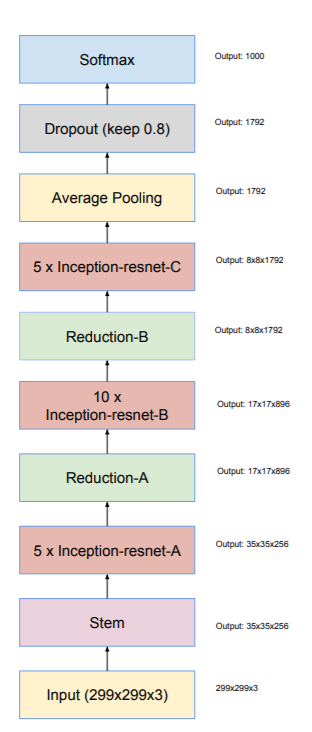 Softmax
Output: 1000
Dropout (keep 0.8)
Output: 1792
Average Pooling
Output: 1792
5 x Inception-resnet-C
Output: 8x8x1792
Reduction-B
Output: 8x8x1792
10 x
Inception-resnet-B
Output: 17x17x896
Reduction-A
Output: 17x17x896
5 x Inception-resnet-A
Output: 35x35x256
Stem
Output: 35x35x256
Input (299x299x3)
299x299x3